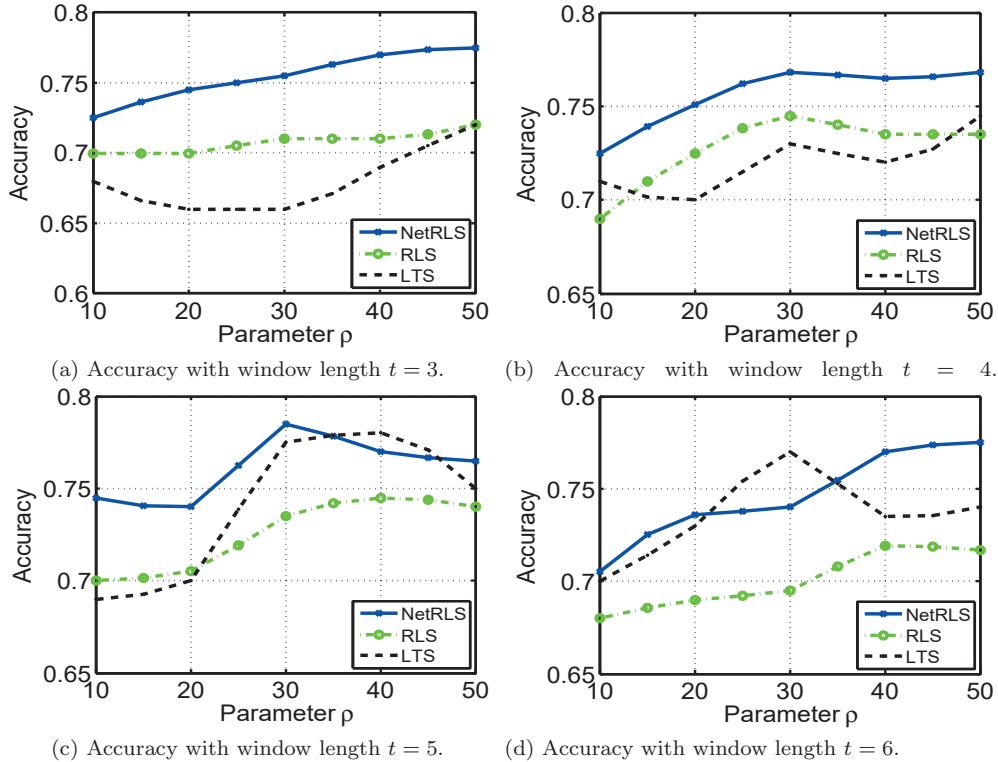 0.8
0.75
0.7
0.65
0.6
Accuracy
10 20 30 40 50
Parameter ρ
NetRLS
RLS
LTS
(a) Accuracy with window length t = 3.
0.8
0.75
0.7
0.65
Accuracy
10 20 30 40 50
Parameter ρ
NetRLS
RLS
LTS
(b) Accuracy with window length t = 4.
0.8
0.75
0.7
0.65
Accuracy
10 20 30 40 50
Parameter ρ
NetRLS
RLS
LTS
(c) Accuracy with window length t = 5.
0.8
0.75
0.7
0.65
Accuracy
10 20 30 40 50
Parameter ρ
NetRLS
RLS
LTS
(d) Accuracy with window length t = 6.